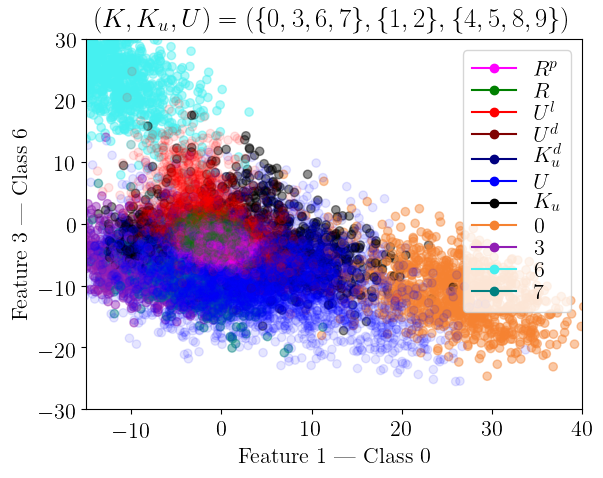 (K, K_u, U) = ({0, 3, 6, 7}, {1, 2}, {4, 5, 8, 9})
30
20
10
0
−10
−20
−30
Feature 3 — Class 6
R^p
R
U^l
U^d
K_u^d
U
K_u
0
3
6
7
−10
0
10
20
30
40
Feature 1 — Class 0